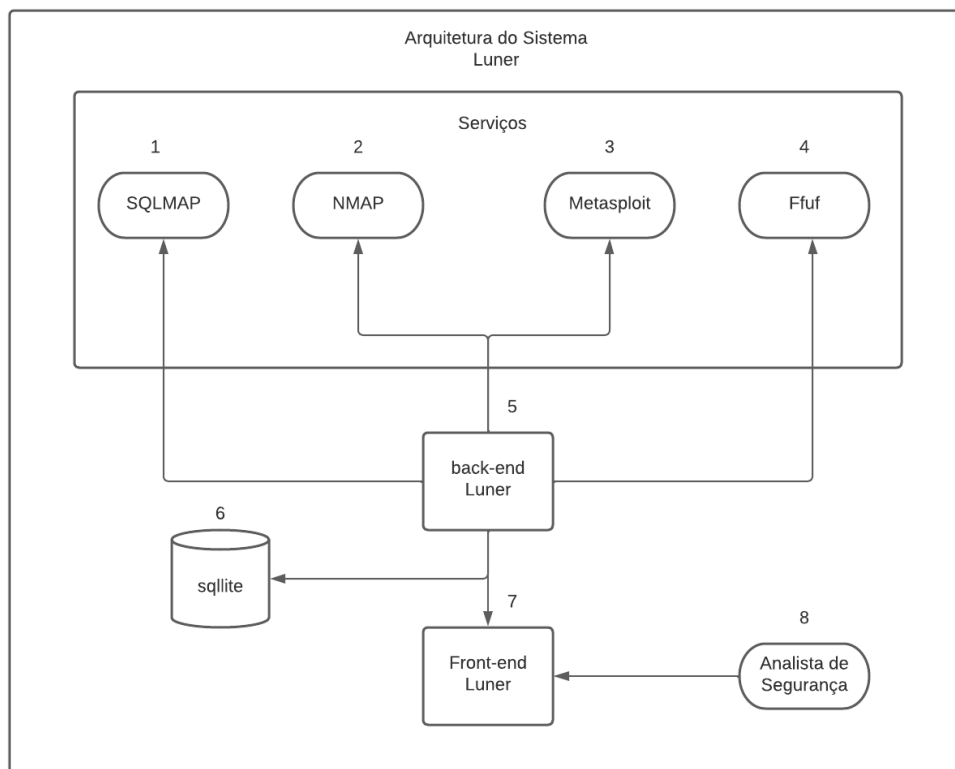 Arquitetura do Sistema
Luner
Serviços
1
2
3
4
SQLMAP
NMAP
Metasploit
Ffuf
5
back-end
Luner
6
sqllite
7
8
Front-end
Luner
Analista de
Segurança